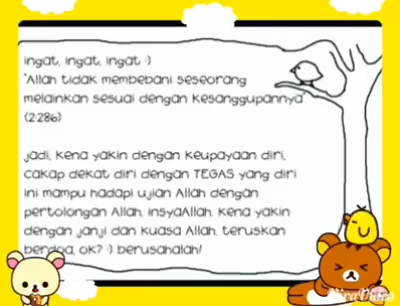 ingat, ingat, ingat :)
"Allah tidak membebani seseorang
melainkan sesuai dengan kesanggupannya"
(2:286)
jadi, kena yakin dengan keupayaan diri,
cakap dekat diri dengan TEGAS yang diri
ini mampu hadapi ujian Allah dengan
pertolongan Allah, insyaAllah, kena yakin
dengan janji dan kuasa Allah, teruskan
berdoa, ok? :) berusahalah!